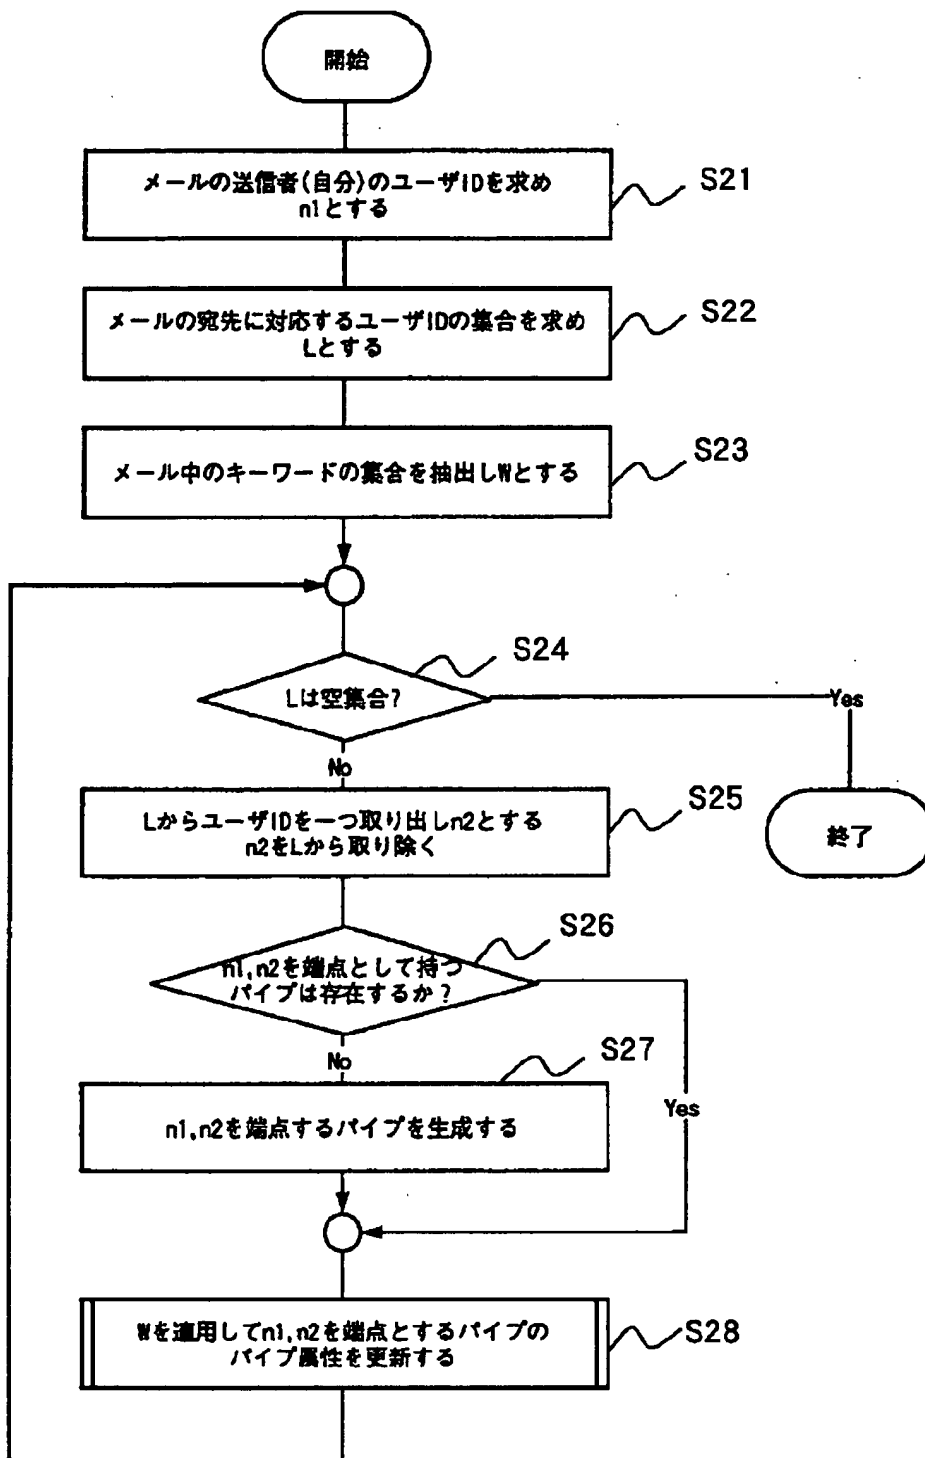 開始
メールの送信者(自分)のユーザIDを求め
n1とする
S21
メールの宛先に対応するユーザIDの集合を求め
Lとする
S22
メール中のキーワードの集合を抽出しWとする
S23
S24
Lは空集合?
Yes
No
LからユーザIDを一つ取り出しn2とする
n2をLから取り除く
S25
終了
S26
n1,n2を端点として持つ
パイプは存在するか?
No
S27
Yes
n1,n2を端点するパイプを生成する
Wを適用してn1,n2を端点とするパイプの
パイプ属性を更新する
S28